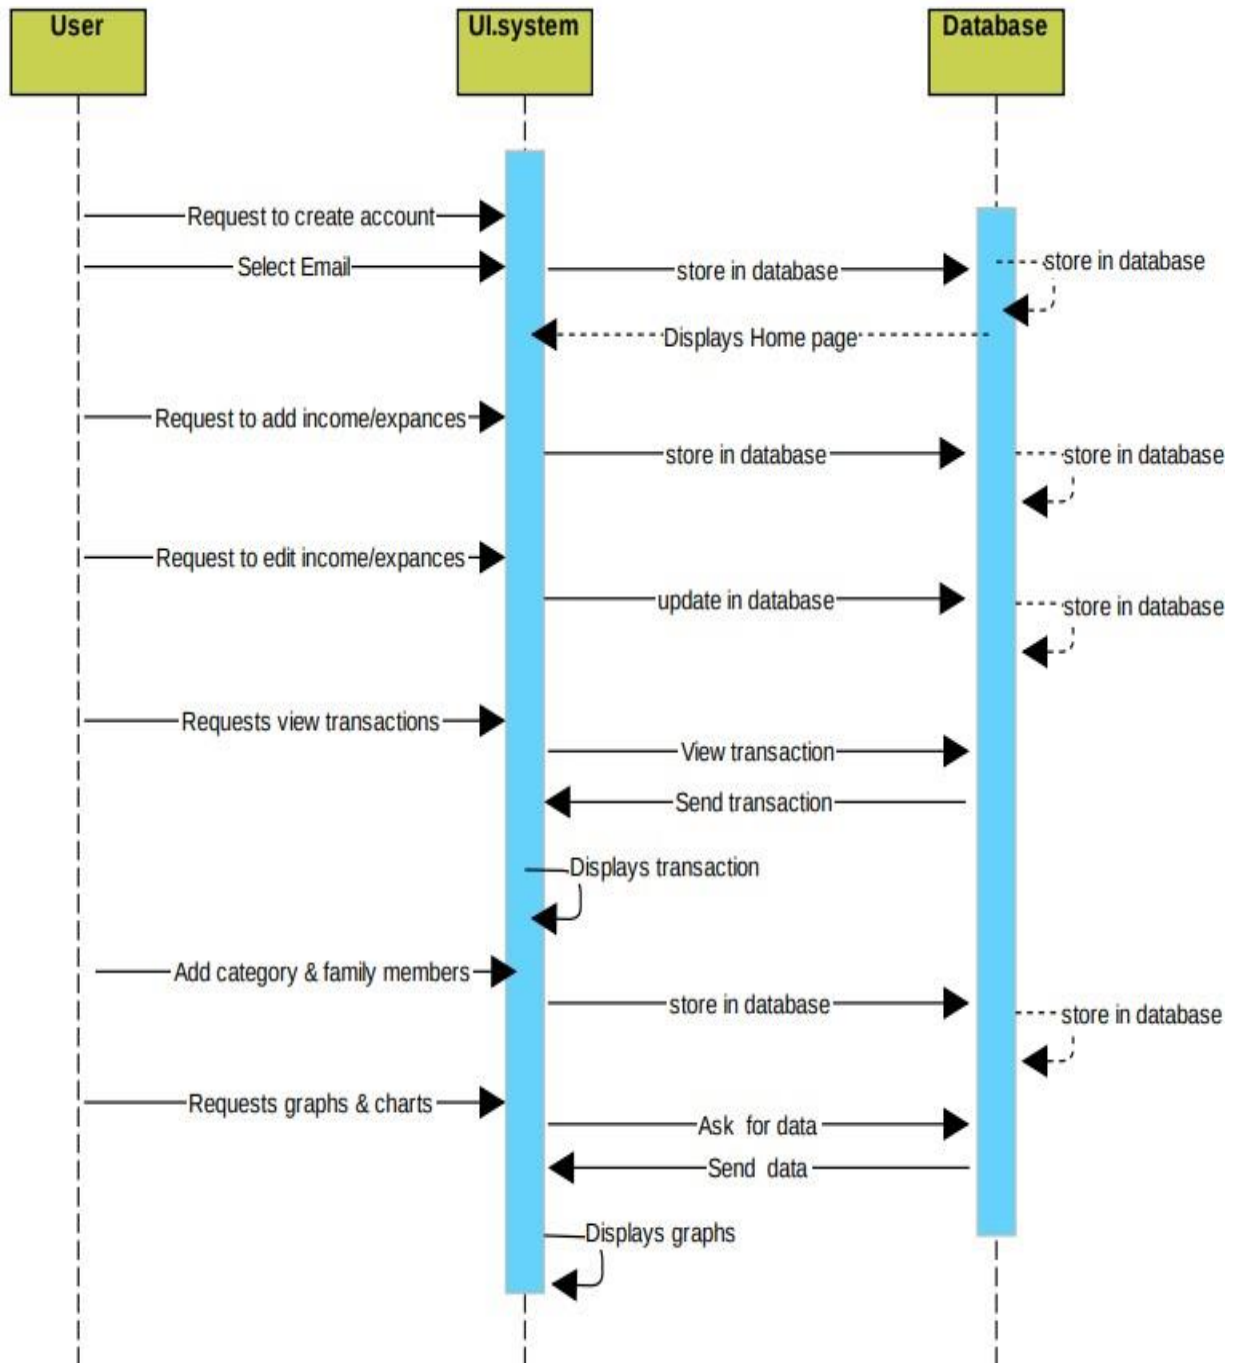 User
UI.system
Database
Request to create account
Select Email
store in database
store in database
Displays Home page
Request to add income/expances
store in database
store in database
Request to edit income/expances
update in database
store in database
Requests view transactions
View transaction
Send transaction
Displays transaction
Add category & family members
store in database
store in database
Requests graphs & charts
Ask for data
Send data
Displays graphs